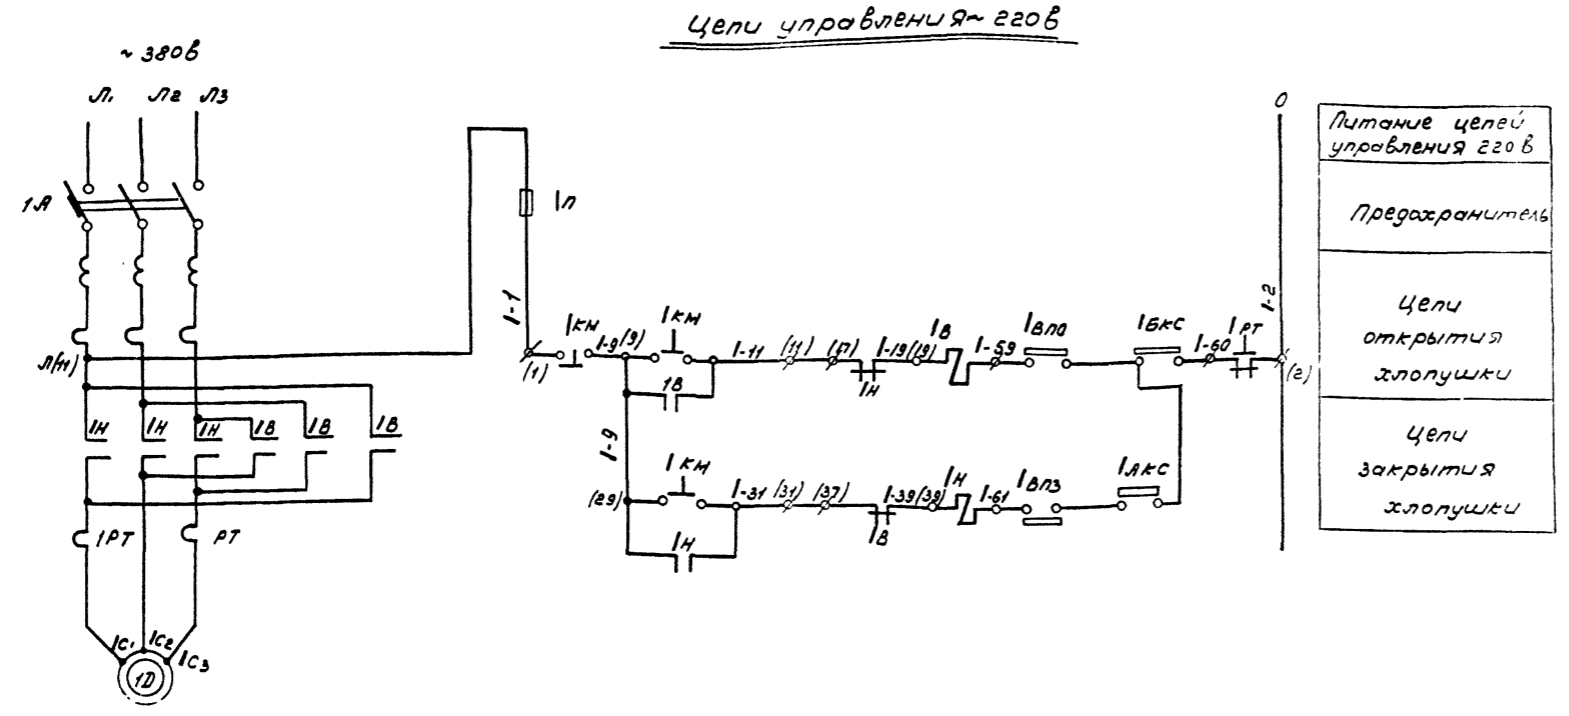 Цепи управления ~ 220в
~ 380в
Л1 Л2 Л3
1А
1П
Л(11)
1Н 1Н 1Н 1В 1В 1В
1РТ РТ
1С1 1С2 1С3
1D
1-1
(1)
1КМ
1-9 (9)
1КМ
1В
1-11
(11)
(17)
1Н
1-19 (19)
1В
1-59
1ВПО
1БКС
1-60
1РТ
(2)
0
1-2
1-9
(29)
1КМ
1Н
1-31
(31)
(37)
1В
1-39 (39)
1Н
1-61
1ВПЗ
1АКС
Питание цепей
управления 220 в
Предохранитель
Цепи
открытия
хлопушки
Цепи
закрытия
хлопушки